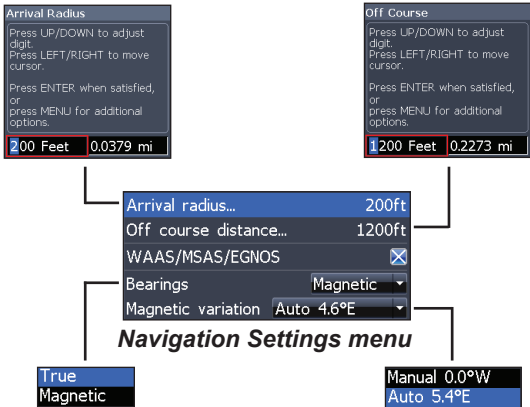 Arrival Radius
Press UP/DOWN to adjust
digit.
Press LEFT/RIGHT to move
cursor.
Press ENTER when satisfied,
or
press MENU for additional
options.
200 Feet 0.0379 mi
Off Course
Press UP/DOWN to adjust
digit.
Press LEFT/RIGHT to move
cursor.
Press ENTER when satisfied,
or
press MENU for additional
options.
1200 Feet 0.2273 mi
Arrival radius... 200ft
Off course distance... 1200ft
WAAS/MSAS/EGNOS
Bearings Magnetic
Magnetic variation Auto 4.6°E
Navigation Settings menu
True
Magnetic
Manual 0.0°W
Auto 5.4°E